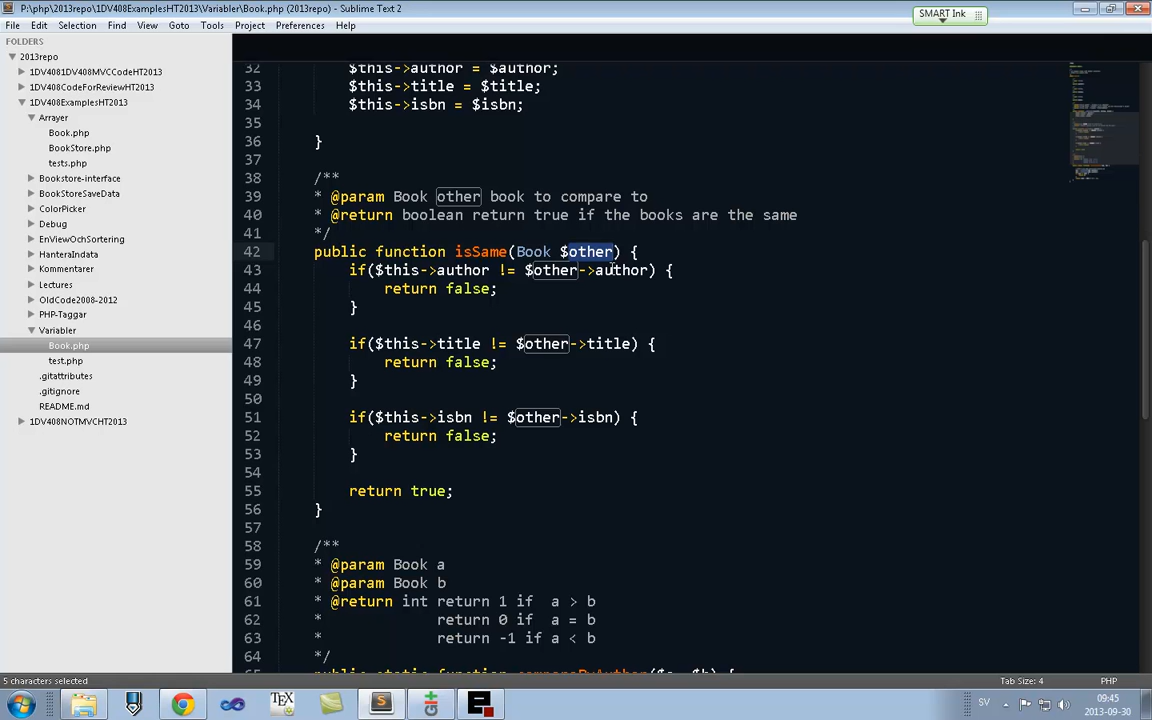 P:\php\2013repo\1DV408ExamplesHT2013\Variabler\Book.php (2013repo) - Sublime Text 2
SMART Ink
File Edit Selection Find View Goto Tools Project Preferences Help
FOLDERS
2013repo
1DV4081DV408MVCCodeHT2013
1DV408CodeForReviewHT2013
1DV408ExamplesHT2013
Arrayer
Book.php
BookStore.php
tests.php
Bookstore-interface
BookStoreSaveData
ColorPicker
Debug
EnViewOchSortering
HanteraIndata
Kommentarer
Lectures
OldCode2008-2012
PHP-Taggar
Variabler
Book.php
test.php
.gitattributes
.gitignore
README.md
1DV408NOTMVCHT2013
32 $this->author = $author;
33 $this->title = $title;
34 $this->isbn = $isbn;
35
36 }
37
38 /**
39 * @param Book other book to compare to
40 * @return boolean return true if the books are the same
41 */
42 public function isSame(Book $other) {
43 if($this->author != $other->author) {
44 return false;
45 }
46
47 if($this->title != $other->title) {
48 return false;
49 }
50
51 if($this->isbn != $other->isbn) {
52 return false;
53 }
54
55 return true;
56 }
57
58 /**
59 * @param Book a
60 * @param Book b
61 * @return int return 1 if a > b
62 * return 0 if a = b
63 * return -1 if a < b
64 */
65 public static function compareByAuthor($a, $b) {
5 characters selected
Tab Size: 4 PHP
TEX
SV
09:45
2013-09-30